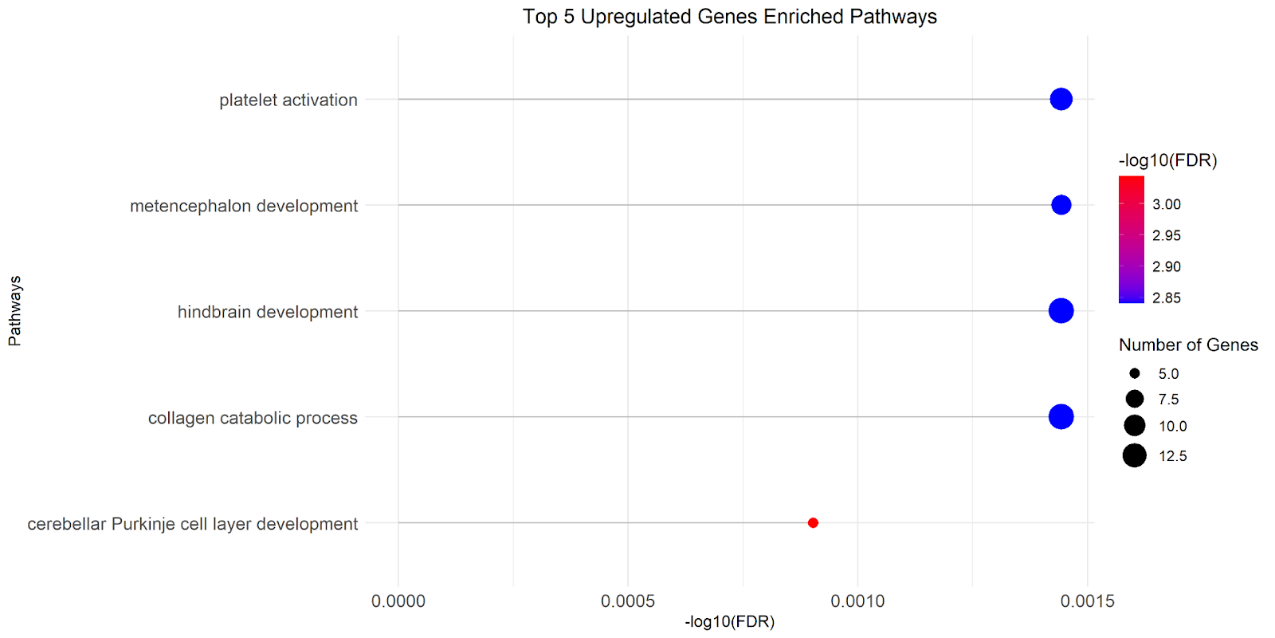 Top 5 Upregulated Genes Enriched Pathways
Pathways
platelet activation
metencephalon development
hindbrain development
collagen catabolic process
cerebellar Purkinje cell layer development
0.0000 0.0005 0.0010 0.0015
-log10(FDR)
-log10(FDR)
3.00
2.95
2.90
2.85
Number of Genes
5.0
7.5
10.0
12.5